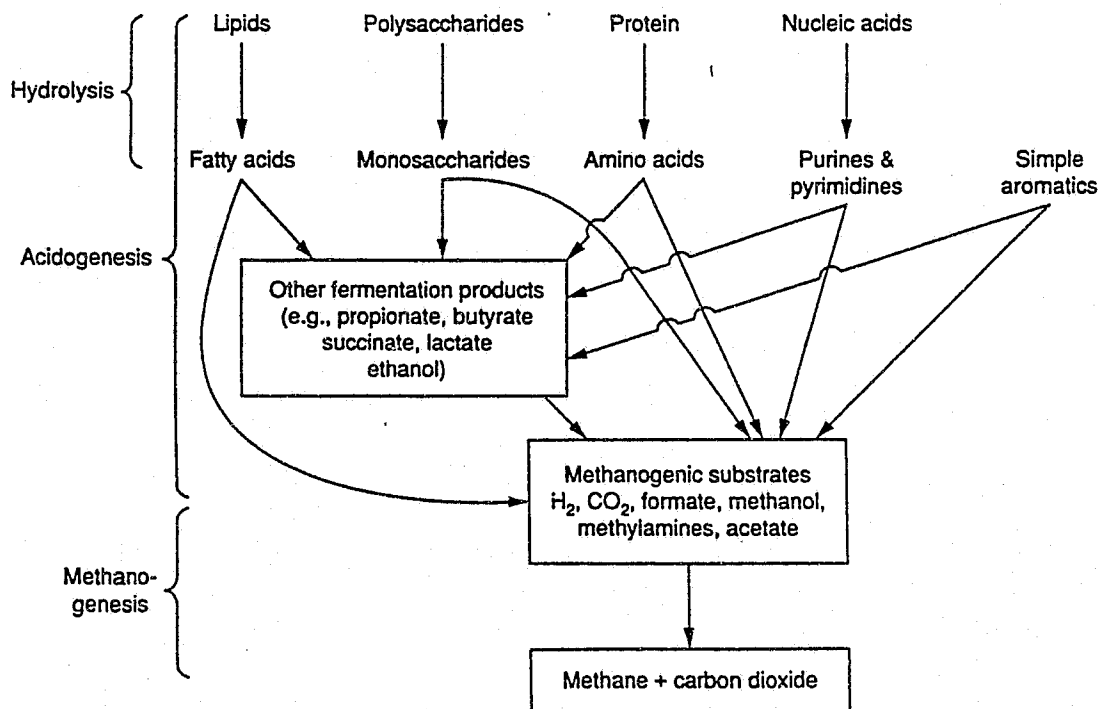 Lipids
Polysaccharides
Protein
Nucleic acids
Hydrolysis
Fatty acids
Monosaccharides
Amino acids
Purines &
pyrimidines
Simple
aromatics
Acidogenesis
Other fermentation products
(e.g., propionate, butyrate
succinate, lactate
ethanol)
Methanogenic substrates
H₂, CO₂, formate, methanol,
methylamines, acetate
Methano-
genesis
Methane + carbon dioxide